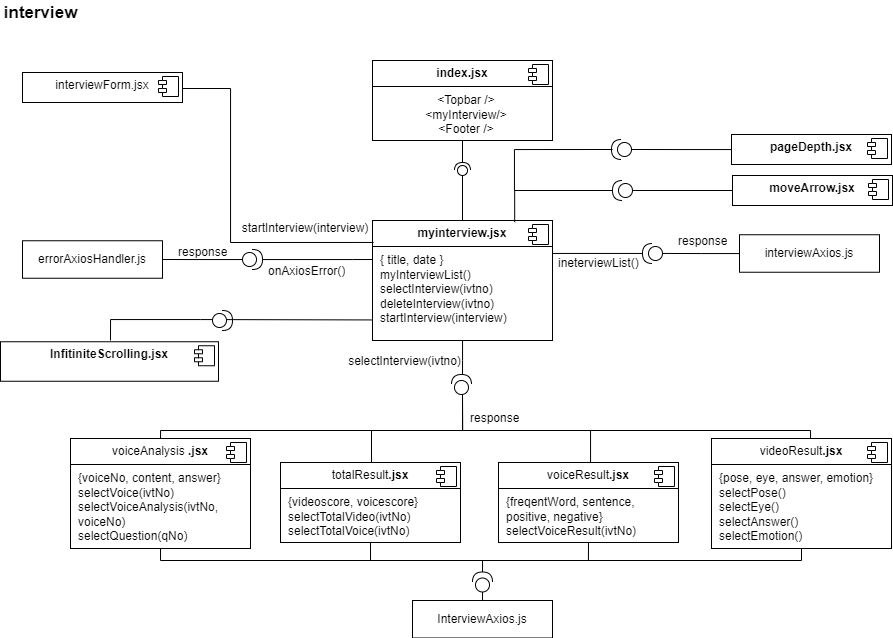 interview
index.jsx
<Topbar />
<myInterview/>
<Footer />
interviewForm.jsx
pageDepth.jsx
moveArrow.jsx
startInterview(interview)
myinterview.jsx
{ title, date }
myInterviewList()
selectInterview(ivtno)
deleteInterview(ivtno)
startInterview(interview)
errorAxiosHandler.js
response
onAxiosError()
ineterviewList()
response
interviewAxios.js
InfitiniteScrolling.jsx
selectInterview(ivtno)
response
voiceAnalysis .jsx
{voiceNo, content, answer}
selectVoice(ivtNo)
selectVoiceAnalysis(ivtNo,
voiceNo)
selectQuestion(qNo)
totalResult.jsx
{videoscore, voicescore}
selectTotalVideo(ivtNo)
selectTotalVoice(ivtNo)
voiceResult.jsx
{freqentWord, sentence,
positive, negative}
selectVoiceResult(ivtNo)
videoResult.jsx
{pose, eye, answer, emotion}
selectPose()
selectEye()
selectAnswer()
selectEmotion()
InterviewAxios.js